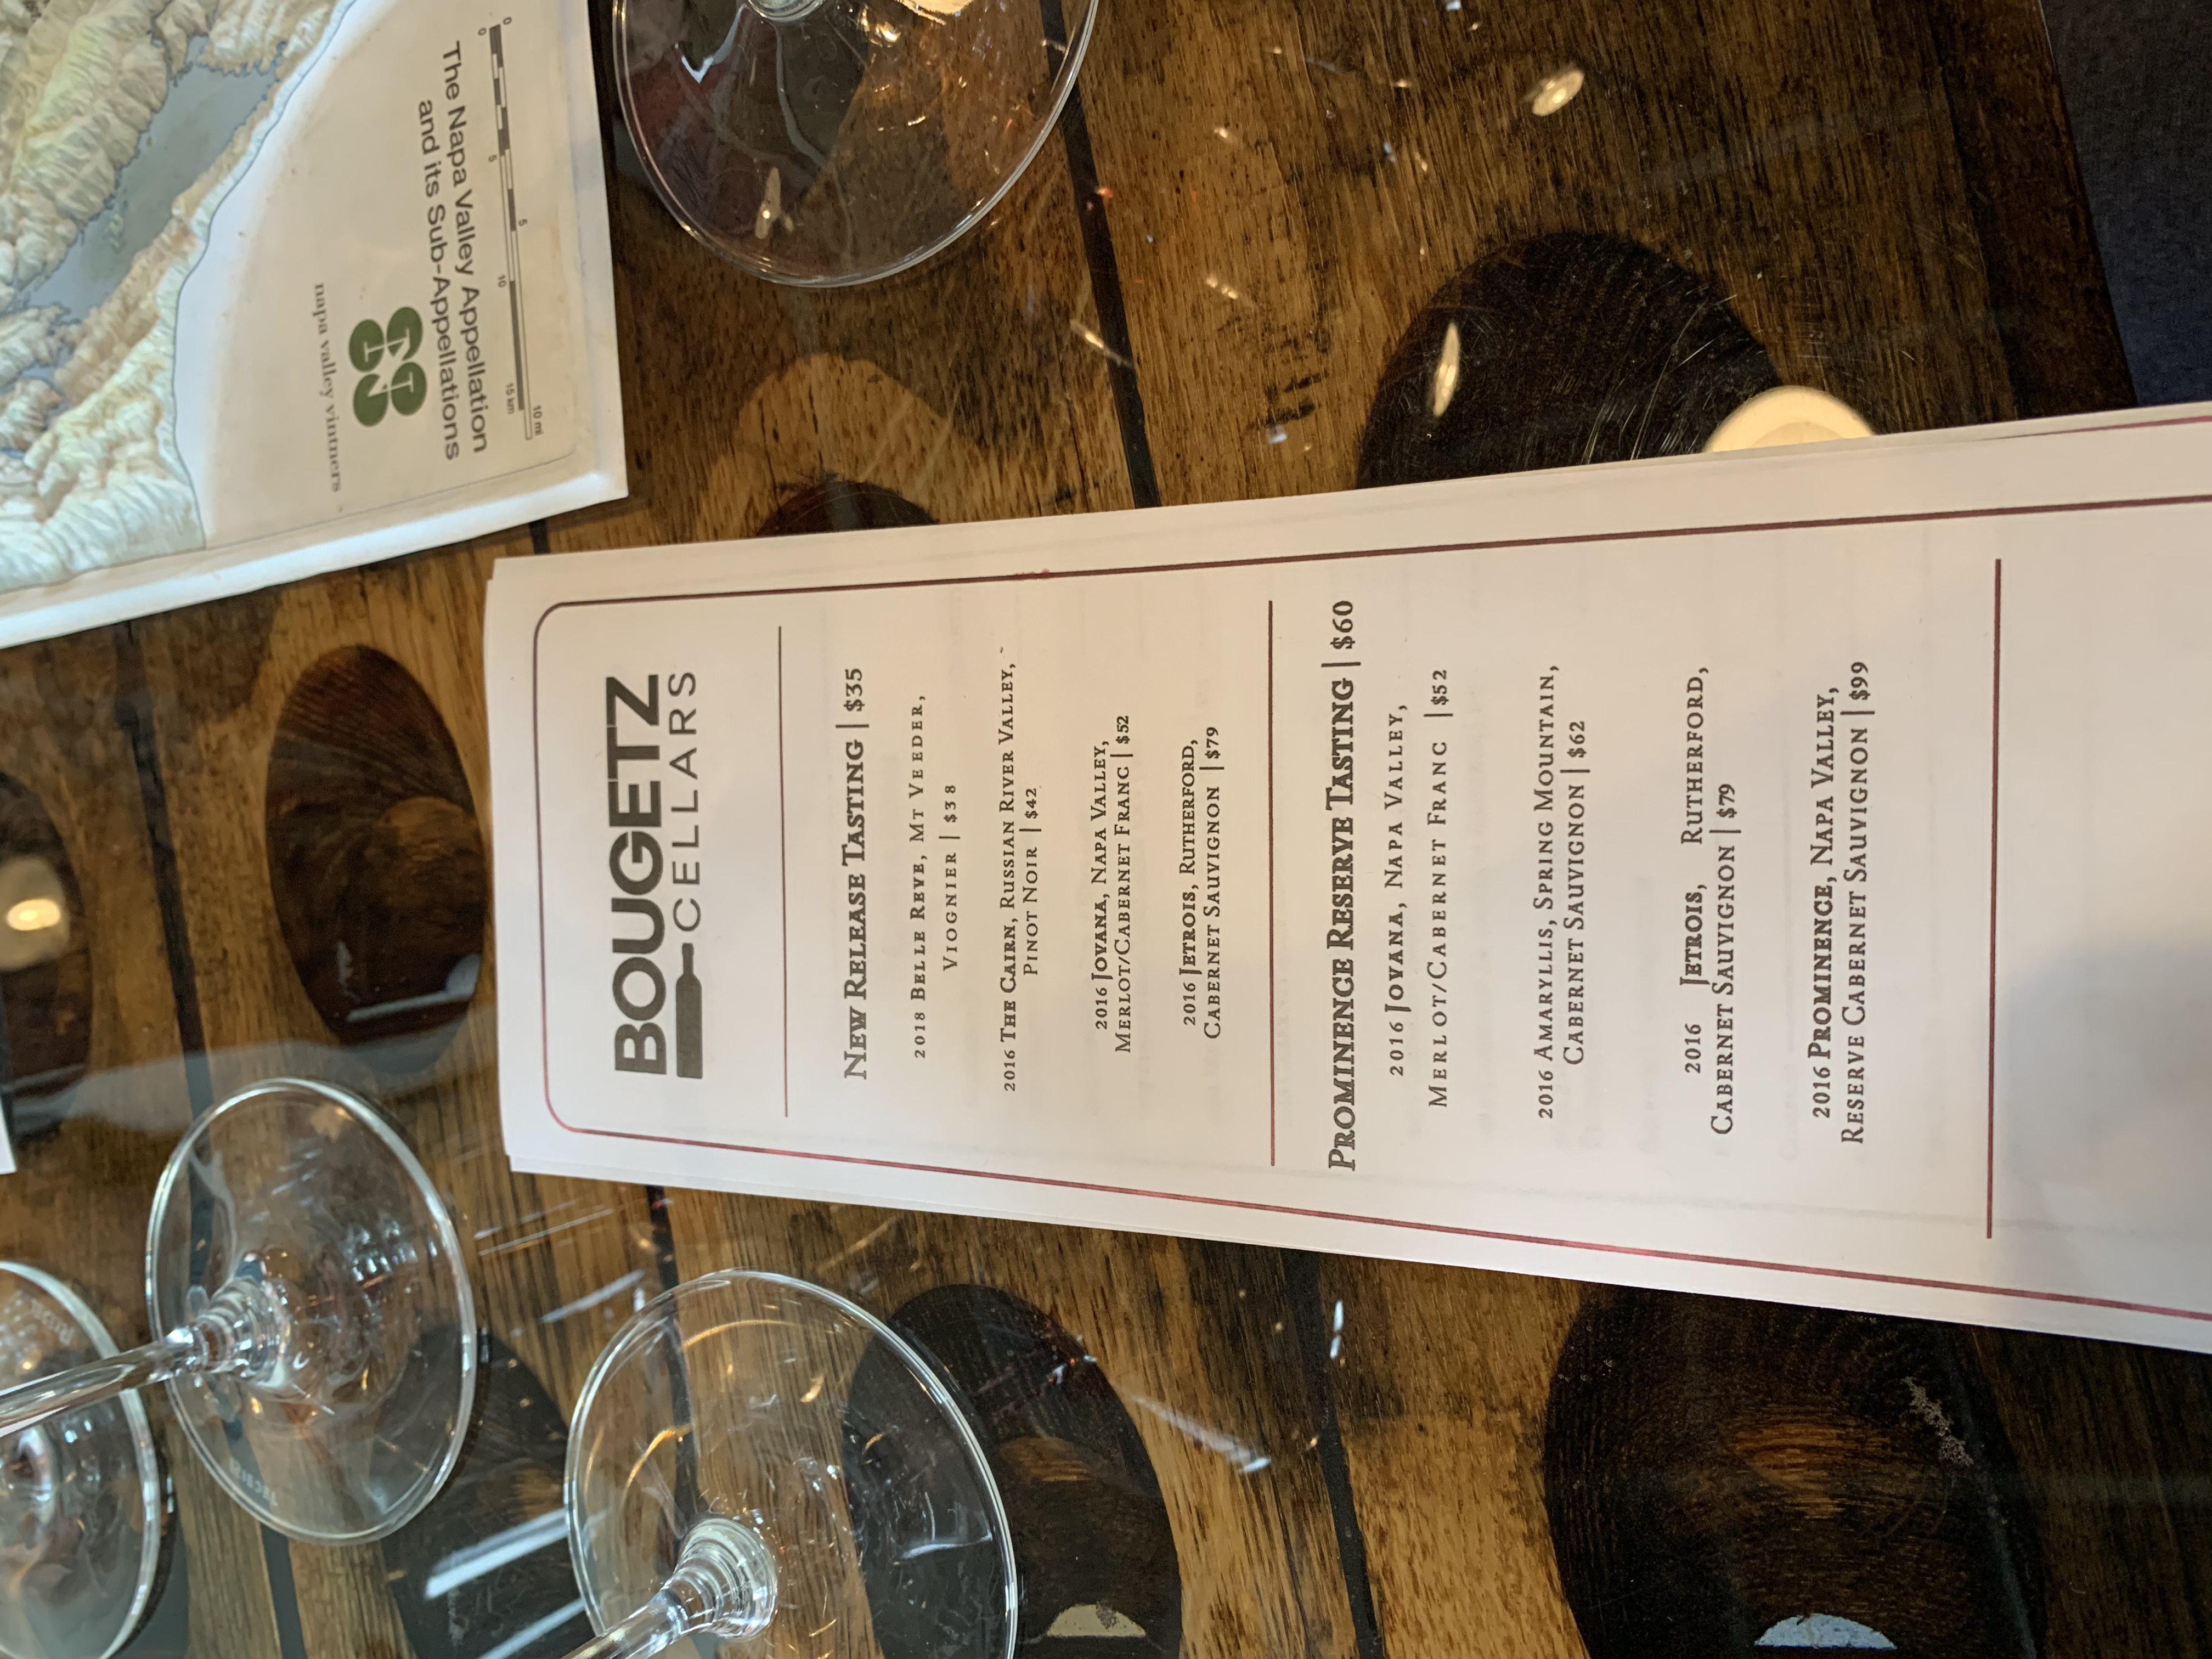 BOUGETZ
CELLARS
NEW RELEASE TASTING | $35
2018 BELLE REVE, MT VEEDER,
VIOGNIER | $38
2016 THE CAIRN, RUSSIAN RIVER VALLEY, ~
PINOT NOIR | $42
2016 JOVANA, NAPA VALLEY,
MERLOT/CABERNET FRANC | $52
2016 JETROIS, RUTHERFORD,
CABERNET SAUVIGNON | $79
PROMINENCE RESERVE TASTING | $60
2016 JOVANA, NAPA VALLEY,
MERLOT/CABERNET FRANC | $52
2016 AMARYLLIS, SPRING MOUNTAIN,
CABERNET SAUVIGNON | $62
2016 JETROIS, RUTHERFORD,
CABERNET SAUVIGNON | $79
2016 PROMINENCE, NAPA VALLEY,
RESERVE CABERNET SAUVIGNON | $99
The Napa Valley Appellation
and its Sub-Appellations
N
napa valley vintners
0 5 10 mi
0 5 10 15 km